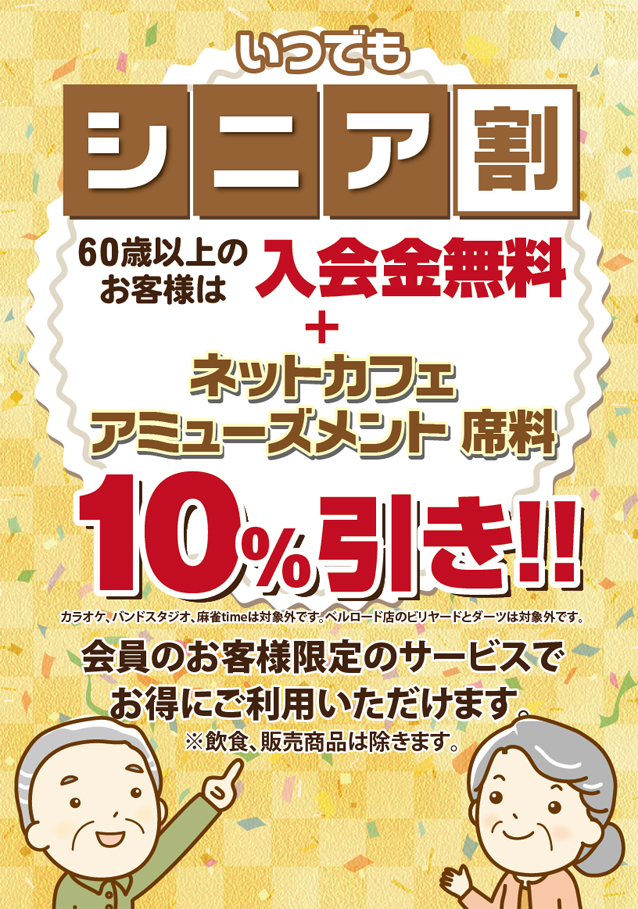 いつでも
シニア割
60歳以上の
お客様は
入会金無料
+
ネットカフェ
アミューズメント 席料
10%引き!!
カラオケ、バンドスタジオ、麻雀timeは対象外です。ベルロード店のビリヤードとダーツは対象外です。
会員のお客様限定のサービスで
お得にご利用いただけます。
※飲食、販売商品は除きます。